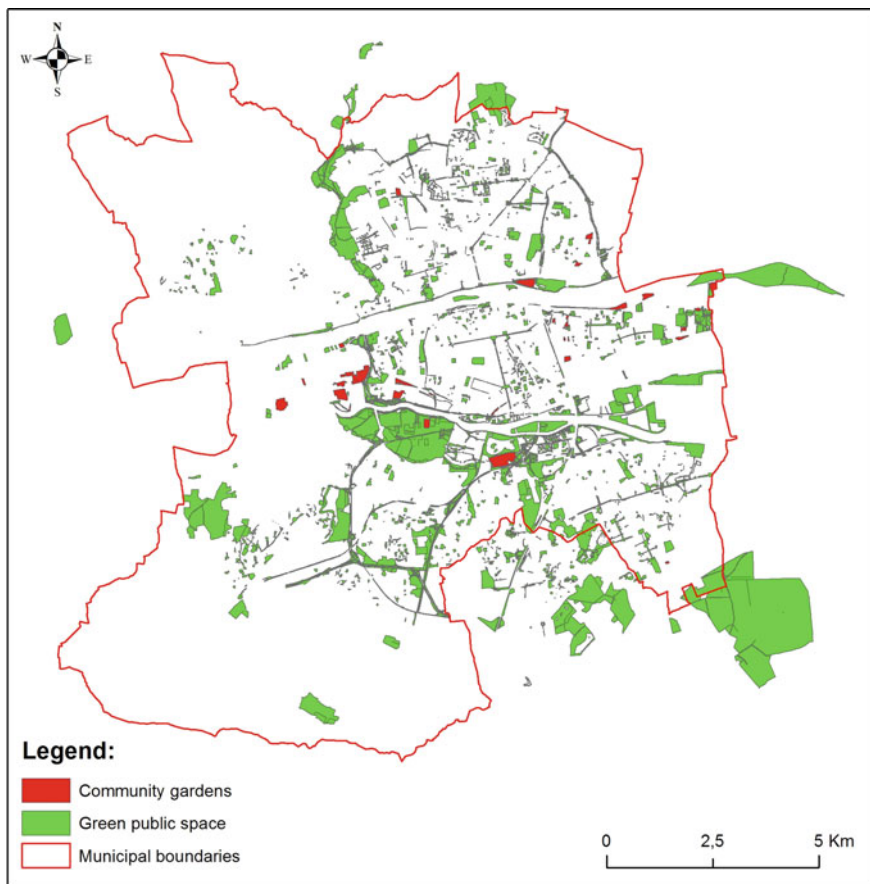 N
W E
S
Legend:
Community gardens
Green public space
Municipal boundaries
0 2,5 5 Km